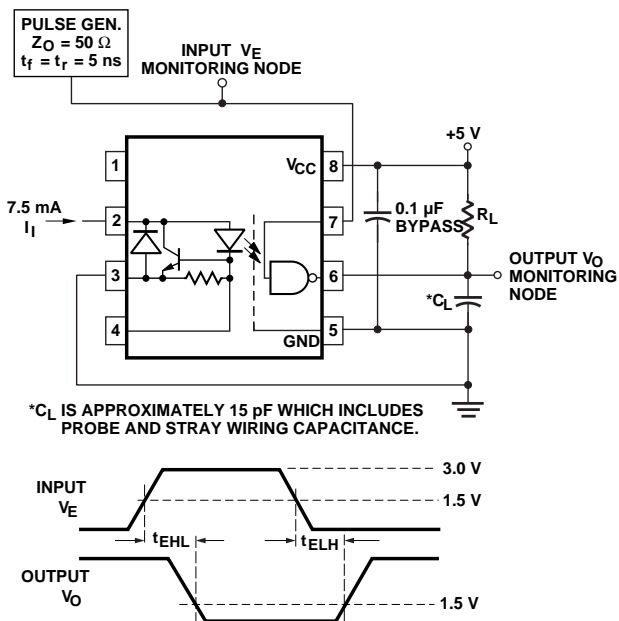 PULSE GEN.
Z_O = 50 Ω
t_f = t_r = 5 ns
INPUT V_E
MONITORING NODE
+5 V
1
V_CC
8
7.5 mA
I_I
2
7
0.1 µF
BYPASS
R_L
3
6
OUTPUT V_O
MONITORING
NODE
*C_L
4
GND
5
*C_L IS APPROXIMATELY 15 pF WHICH INCLUDES
PROBE AND STRAY WIRING CAPACITANCE.
INPUT
V_E
3.0 V
1.5 V
t_EHL
t_ELH
OUTPUT
V_O
1.5 V